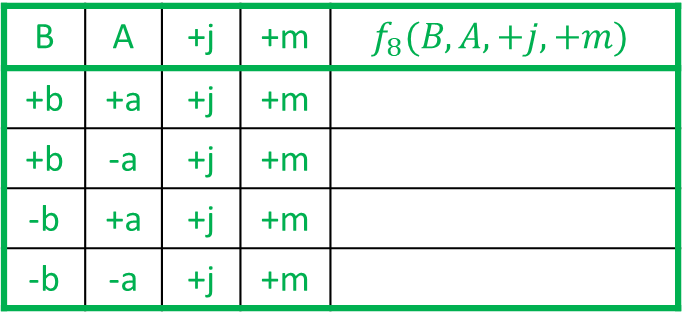 B A +j +m f₈(B, A, +j, +m)
+b +a +j +m
+b -a +j +m
-b +a +j +m
-b -a +j +m